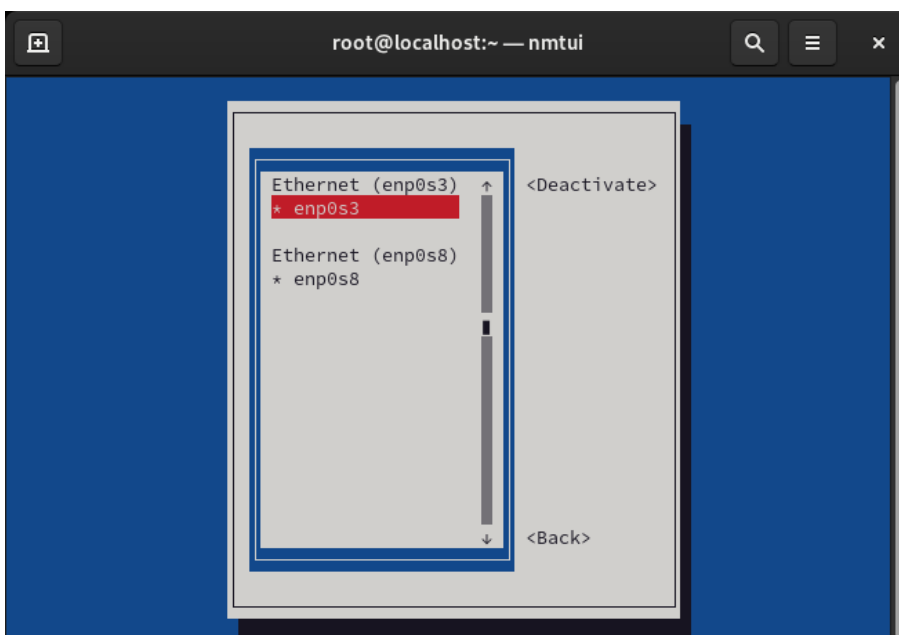 root@localhost:~ — nmtui
Ethernet (enp0s3)
* enp0s3
Ethernet (enp0s8)
* enp0s8
<Deactivate>
<Back>